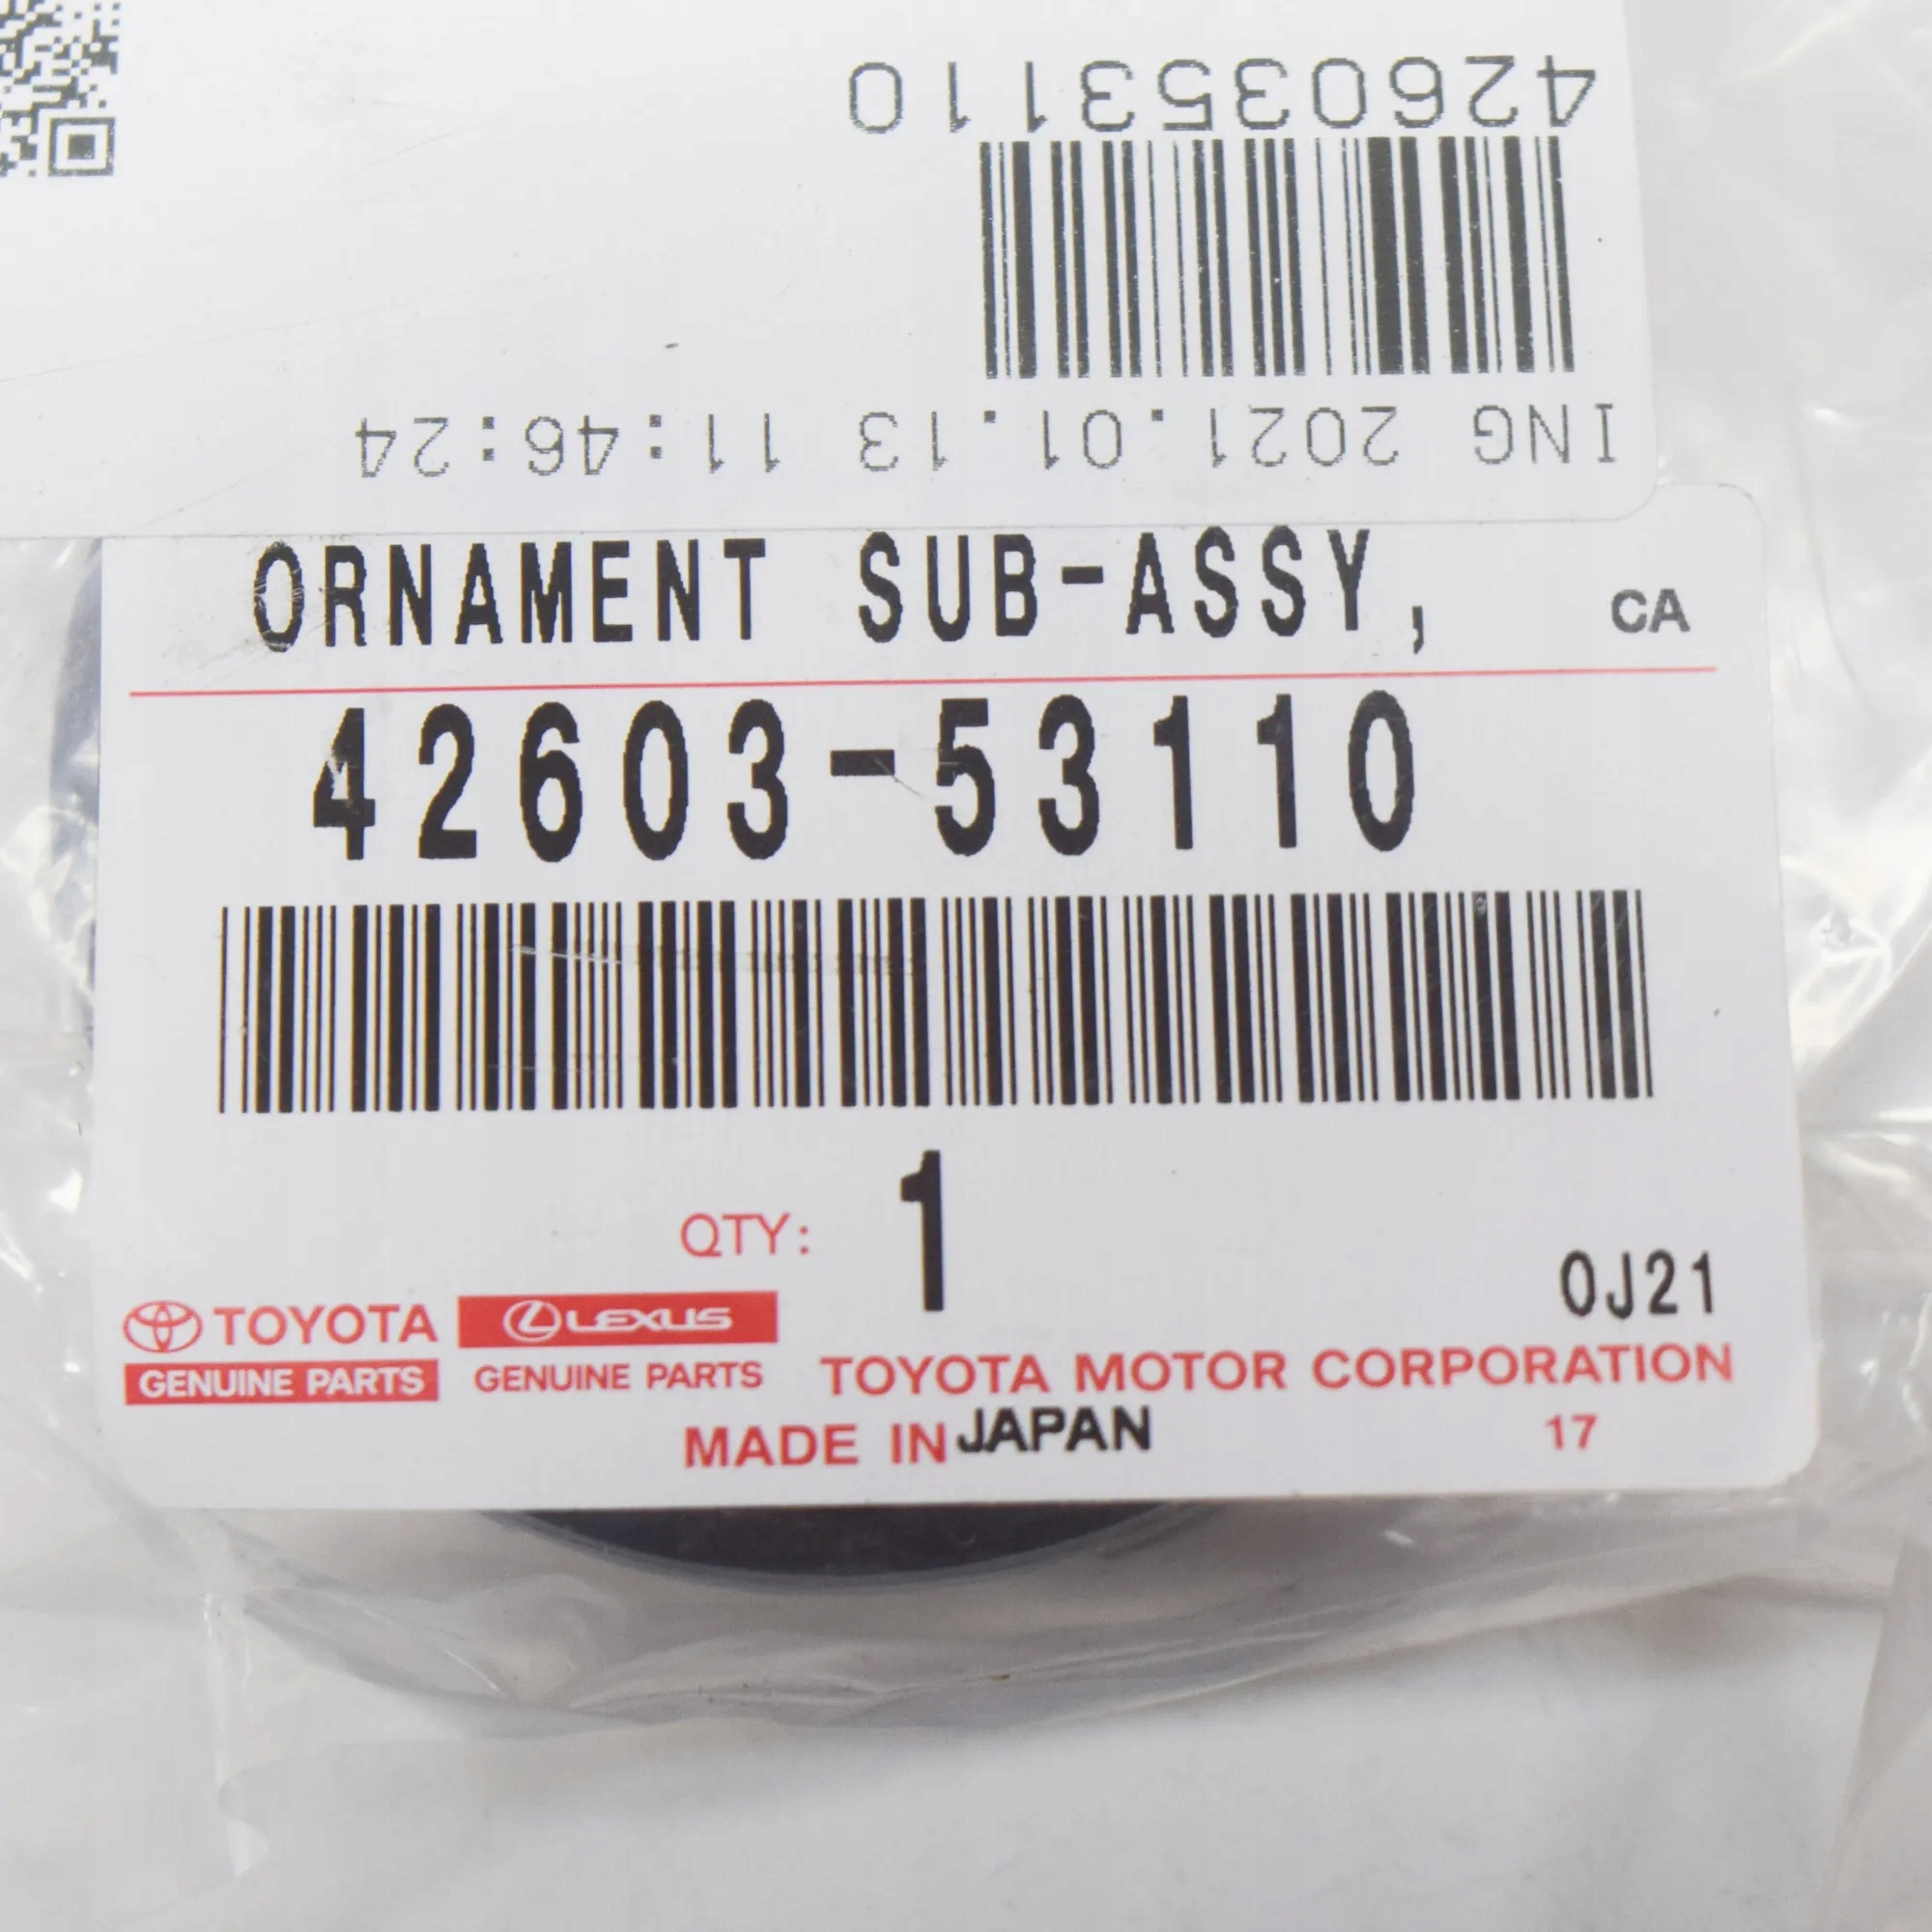 4260353110
ING 2021.01.13 11:46:24
ORNAMENT SUB-ASSY,
CA
42603-53110
QTY: 1
0J21
TOYOTA
GENUINE PARTS
LEXUS
GENUINE PARTS
TOYOTA MOTOR CORPORATION
MADE IN JAPAN
17